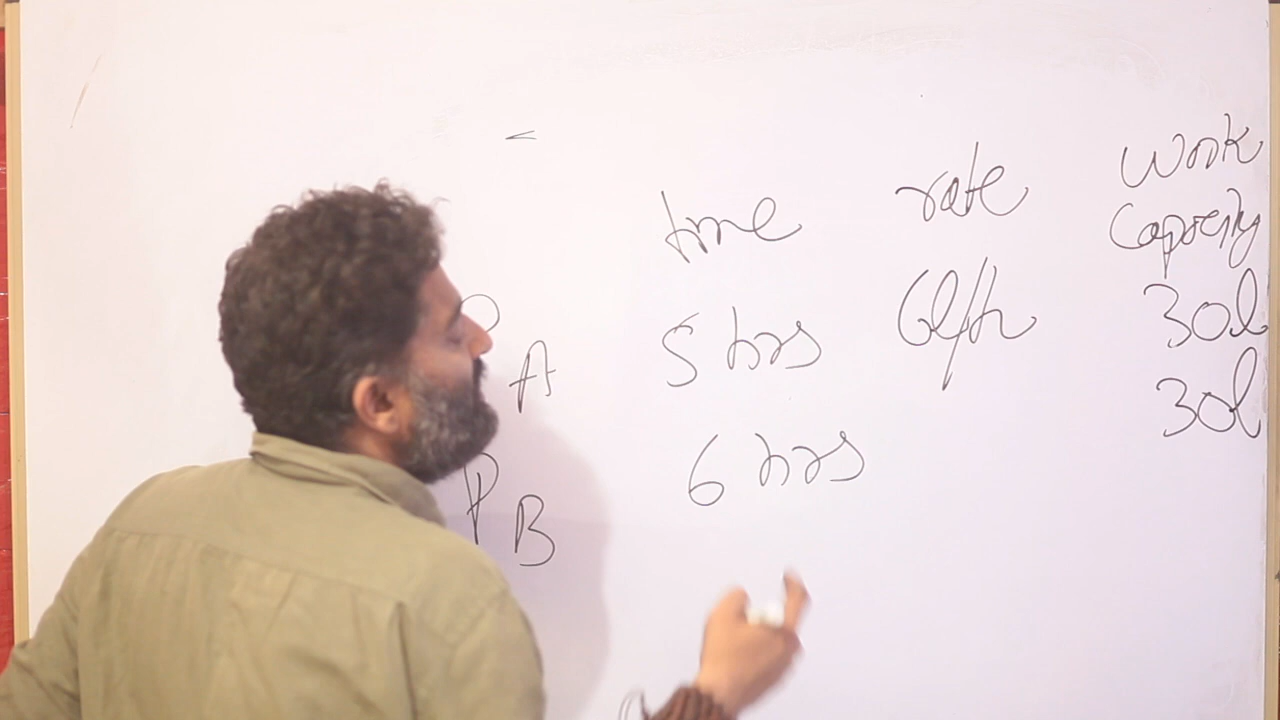 time rate work
capacity
P A 5 hrs 6l/h 30l
30l
P B 6 hrs